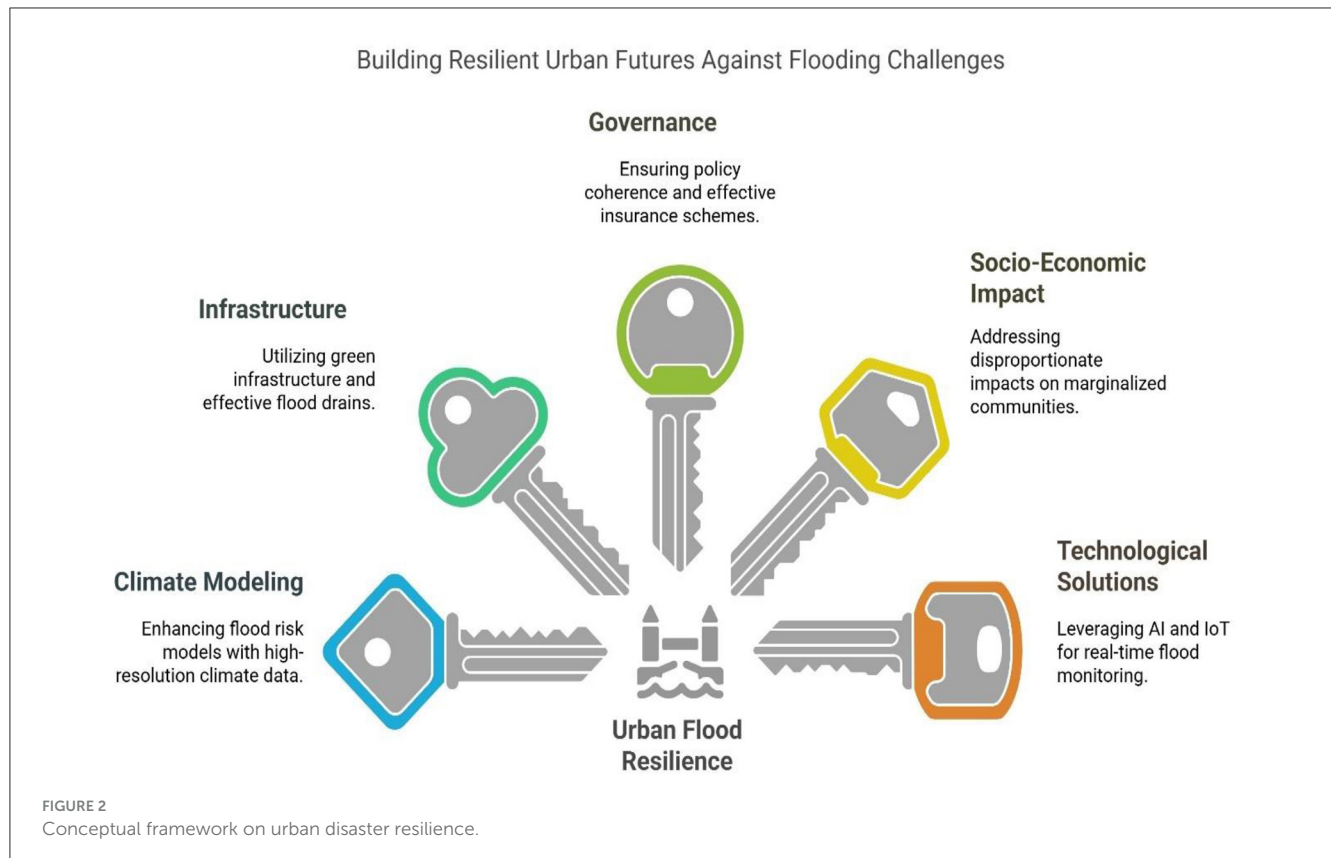 Building Resilient Urban Futures Against Flooding Challenges
Governance
Ensuring policy
coherence and effective
insurance schemes.
Socio-Economic
Impact
Addressing
disproportionate
impacts on marginalized
communities.
Infrastructure
Utilizing green
infrastructure and
effective flood drains.
Technological
Solutions
Leveraging AI and IoT
for real-time flood
monitoring.
Climate Modeling
Enhancing flood risk
models with high-
resolution climate data.
Urban Flood
Resilience
FIGURE 2
Conceptual framework on urban disaster resilience.